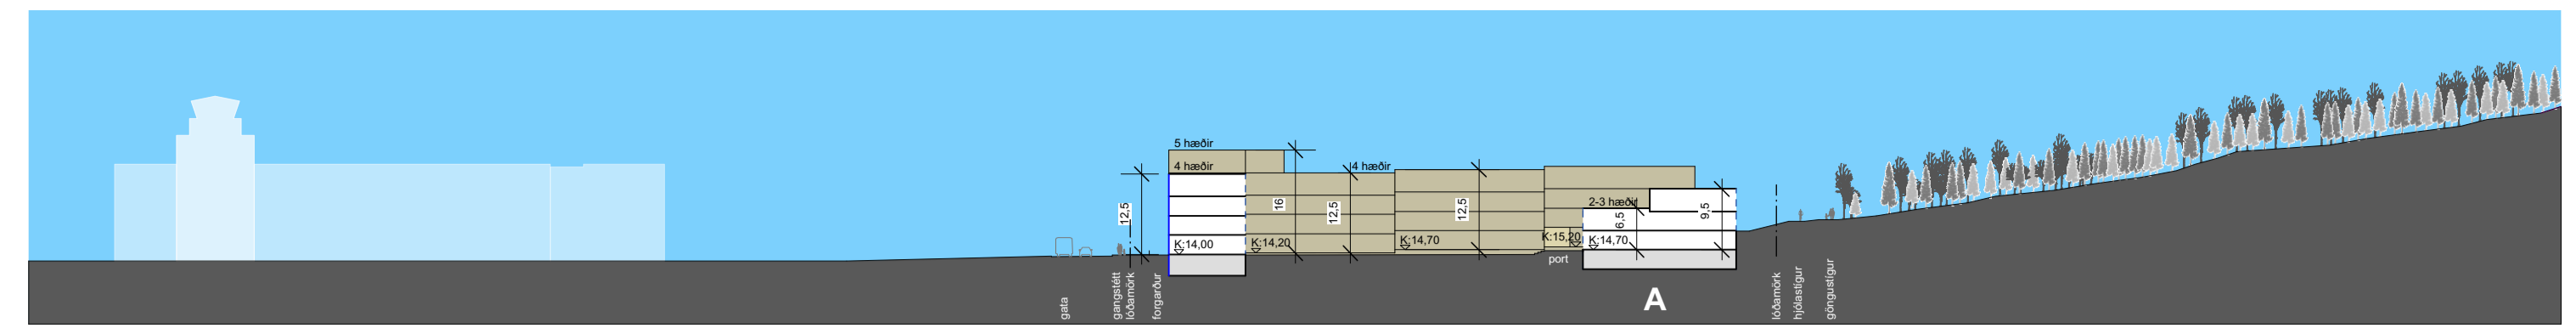 5 hæðir
4 hæðir
4 hæðir
2-3 hæðir
12,5
16
12,5
12,5
6,5
9,5
K:14,00
K:14,20
K:14,70
K:15,20
K:14,70
port
A
gata
gangstétt
lóðamörk
forgarður
lóðamörk
hjólastígur
göngustígur